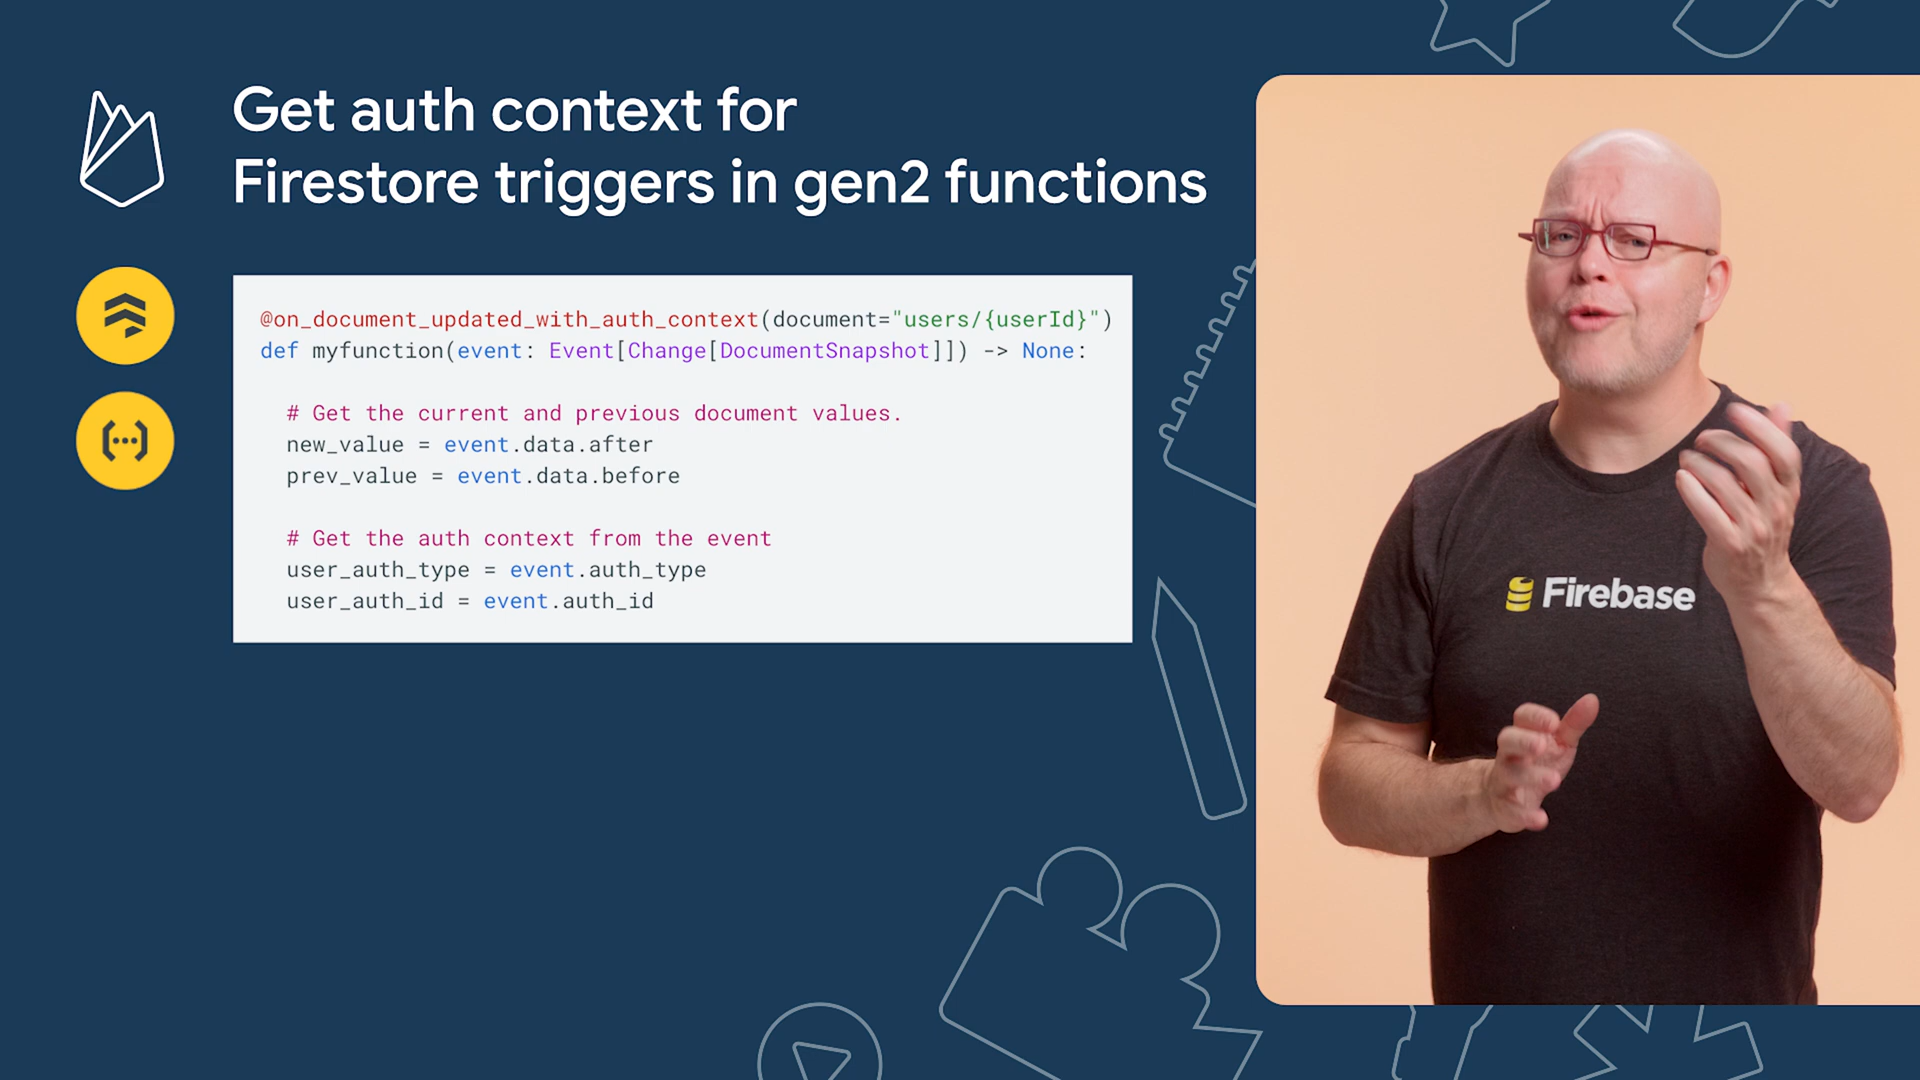 Get auth context for
Firestore triggers in gen2 functions
@on_document_updated_with_auth_context(document="users/{userId}")
def myfunction(event: Event[Change[DocumentSnapshot]]) -> None:
# Get the current and previous document values.
new_value = event.data.after
prev_value = event.data.before
# Get the auth context from the event
user_auth_type = event.auth_type
user_auth_id = event.auth_id
Firebase